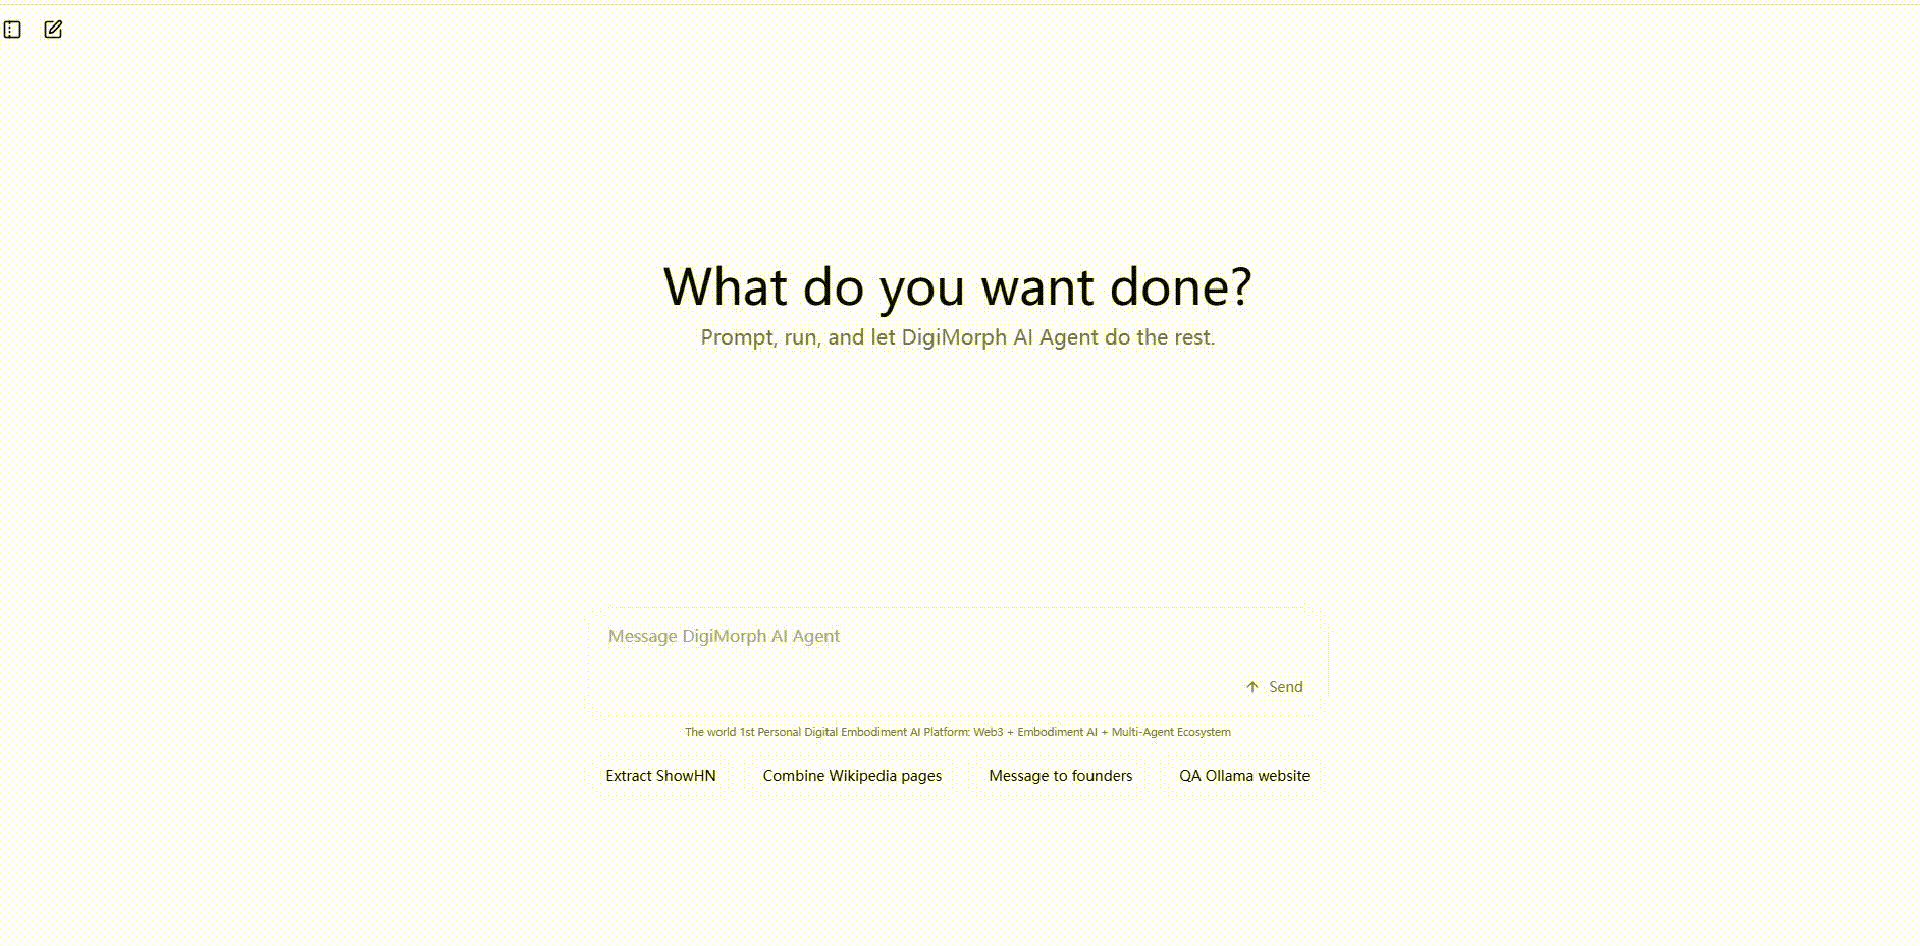 What do you want done?
Prompt, run, and let DigiMorph AI Agent do the rest.
Message DigiMorph AI Agent
Send
The world 1st Personal Digital Embodiment AI Platform: Web3 + Embodiment AI + Multi-Agent Ecosystem
Extract ShowHN Combine Wikipedia pages Message to founders QA Ollama website